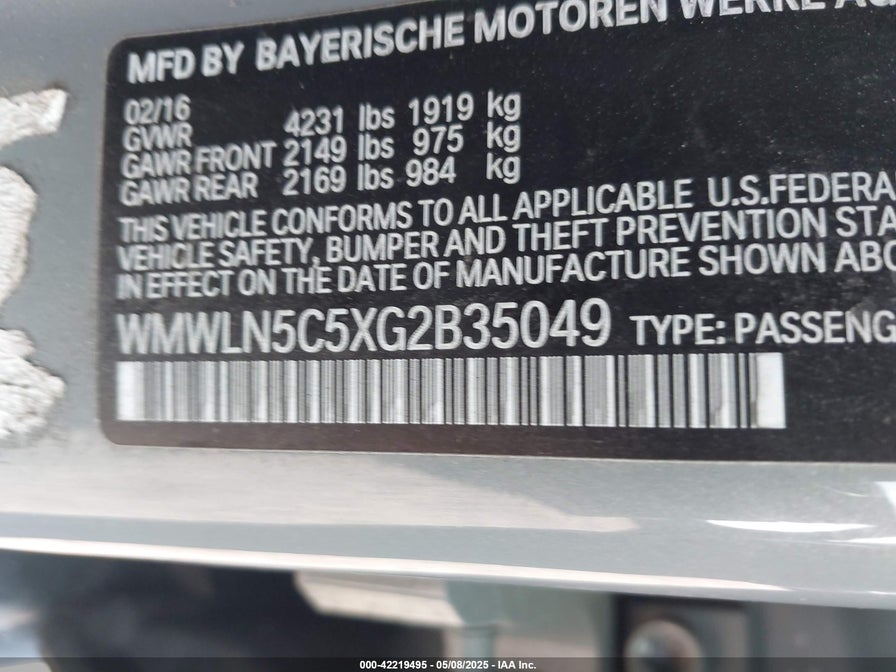 MFD BY BAYERISCHE MOTOREN WERKE AG
02/16
GVWR 4231 lbs 1919 kg
GAWR FRONT 2149 lbs 975 kg
GAWR REAR 2169 lbs 984 kg
THIS VEHICLE CONFORMS TO ALL APPLICABLE U.S.FEDERA
VEHICLE SAFETY, BUMPER AND THEFT PREVENTION STA
IN EFFECT ON THE DATE OF MANUFACTURE SHOWN ABO
WMWLN5C5XG2B35049 TYPE: PASSENG
000-42219495 - 05/08/2025 - IAA Inc.